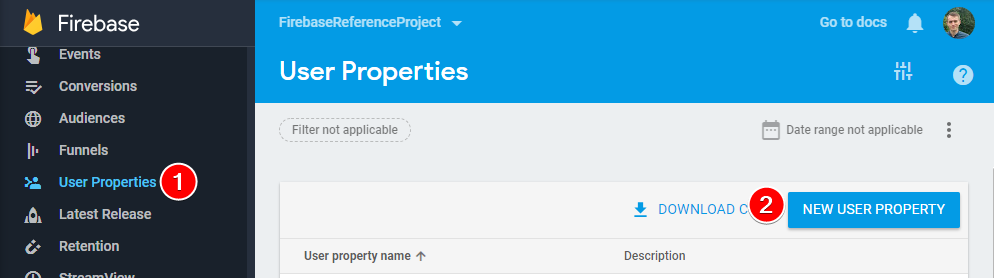 Firebase
FirebaseReferenceProject
Go to docs
Events
Conversions
Audiences
Funnels
User Properties
1
Latest Release
Retention
StreamView
User Properties
?
Filter not applicable
Date range not applicable
DOWNLOAD C
2
NEW USER PROPERTY
User property name
Description